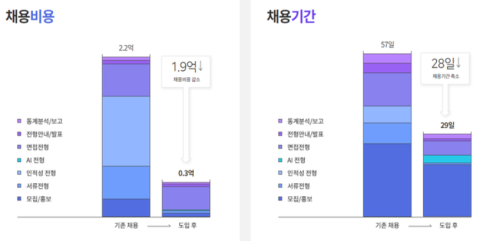 채용비용
2.2억
1.9억↓
채용비용 감소
0.3억
통계분석/보고
전형안내/발표
면접전형
AI 전형
인적성 전형
서류전형
모집/홍보
기존 채용
도입 후
채용기간
57일
28일↓
채용기간 축소
29일
통계분석/보고
전형안내/발표
면접전형
AI 전형
인적성 전형
서류전형
모집/홍보
기존 채용
도입 후